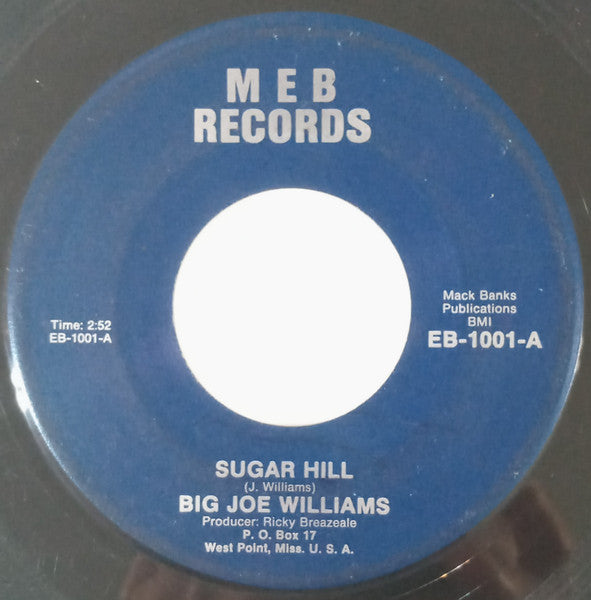 M E B
RECORDS
Time: 2:52
EB-1001-A
Mack Banks
Publications
BMI
EB-1001-A
SUGAR HILL
(J. Williams)
BIG JOE WILLIAMS
Producer: Ricky Breazeale
P. O. Box 17
West Point, Miss. U. S. A.